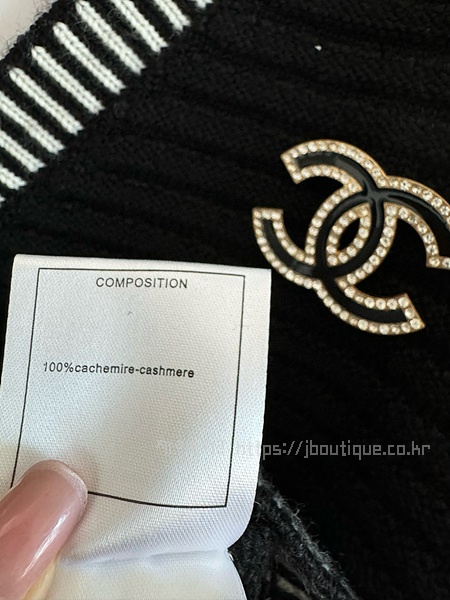 COMPOSITION
100%cachemire-cashmere
https://jboutique.co.kr